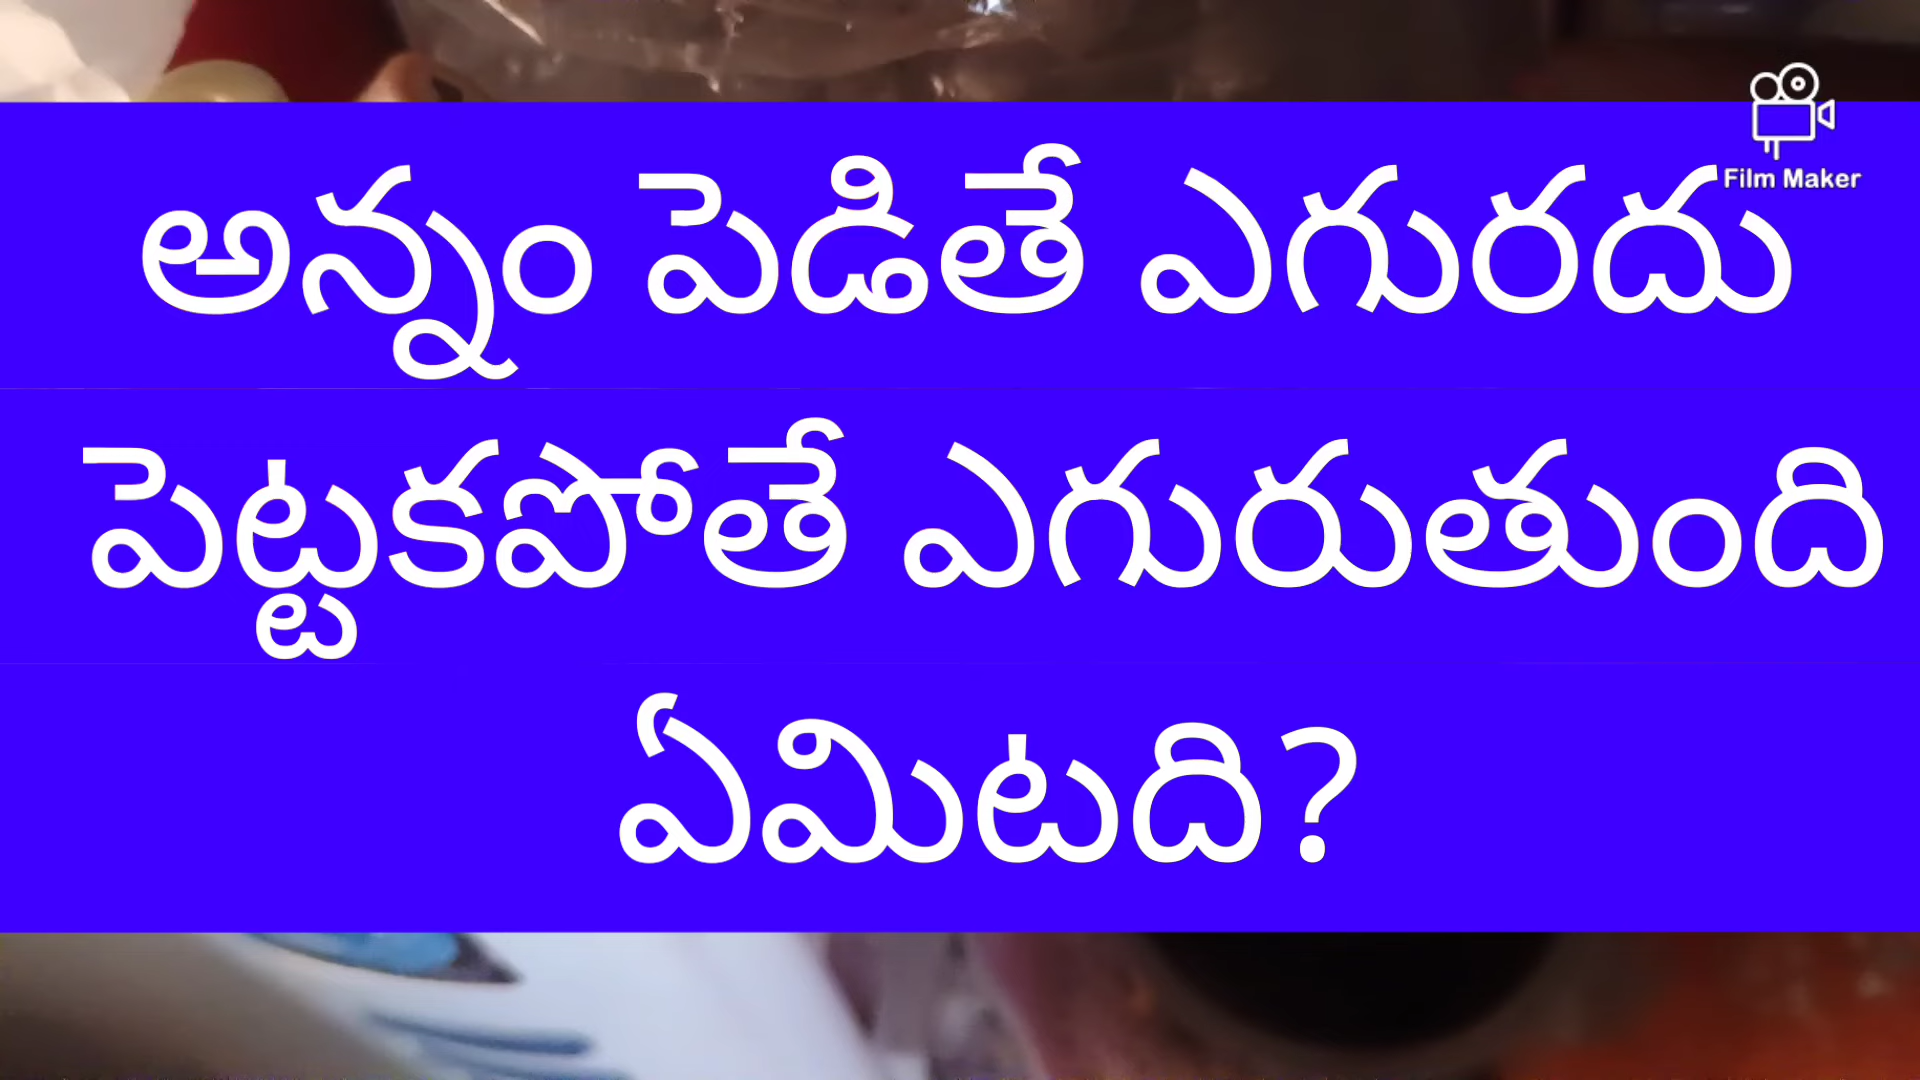 Film Maker
అన్నం పెడితే ఎగురదు
పెట్టకపోతే ఎగురుతుంది
ఏమిటది?